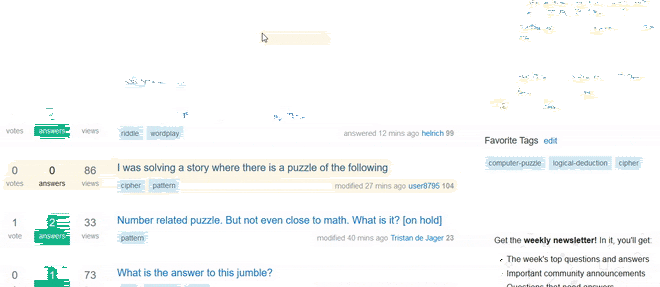 votes answers views
riddle wordplay
answered 12 mins ago helrich 99
Favorite Tags edit
computer-puzzle logical-deduction cipher
0 votes 0 answers 86 views
I was solving a story where there is a puzzle of the following
cipher pattern
modified 27 mins ago user8795 104
1 votes 2 answers 33 views
Number related puzzle. But not even close to math. What is it? [on hold]
pattern
modified 40 mins ago Tristan de Jager 23
Get the weekly newsletter! In it, you'll get:
The week's top questions and answers
Important community announcements
Questions that need answers
0 1 73
What is the answer to this jumble?